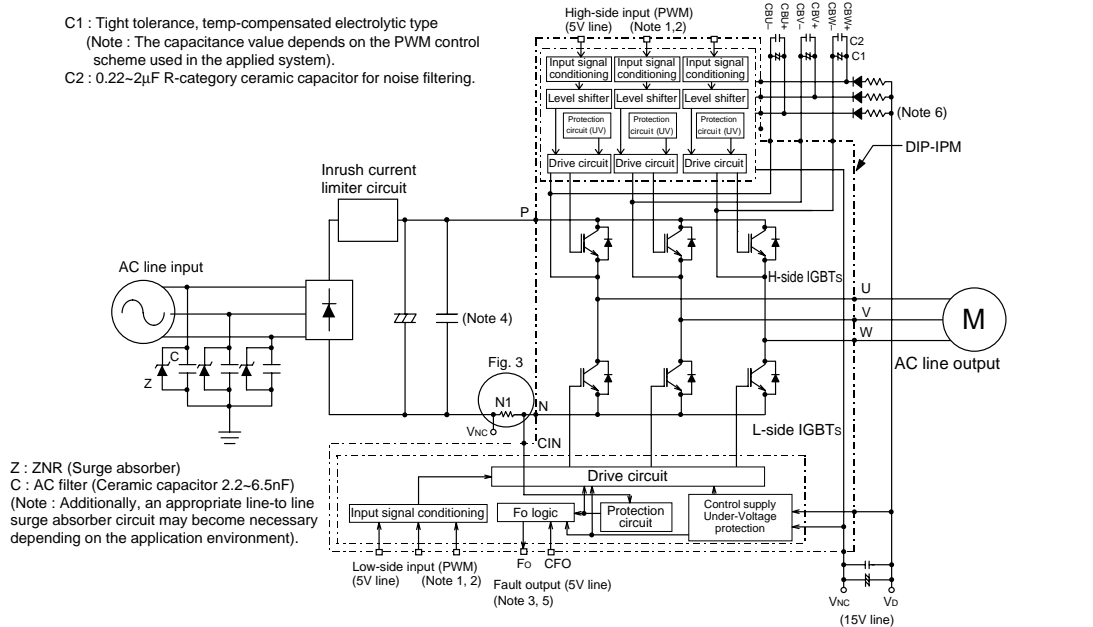 C1 : Tight tolerance, temp-compensated electrolytic type
(Note : The capacitance value depends on the PWM control
scheme used in the applied system).
C2 : 0.22~2μF R-category ceramic capacitor for noise filtering.
High-side input (PWM)
(5V line) (Note 1,2)
CBU-
CBU+
CBV-
CBV+
CBW-
CBW+
C2
C1
Input signal conditioning
Input signal conditioning
Input signal conditioning
Level shifter
Level shifter
Level shifter
Protection circuit (UV)
Protection circuit (UV)
Protection circuit (UV)
Drive circuit
Drive circuit
Drive circuit
(Note 6)
DIP-IPM
Inrush current
limiter circuit
P
AC line input
H-side IGBTS
U
V
W
M
AC line output
(Note 4)
C
Z
Fig. 3
N1
N
VNC
CIN
L-side IGBTS
Z : ZNR (Surge absorber)
C : AC filter (Ceramic capacitor 2.2~6.5nF)
(Note : Additionally, an appropriate line-to line
surge absorber circuit may become necessary
depending on the application environment).
Drive circuit
Input signal conditioning
Fo logic
Protection
circuit
Control supply
Under-Voltage
protection
Low-side input (PWM)
(5V line) (Note 1, 2)
FO CFO
Fault output (5V line)
(Note 3, 5)
VNC VD
(15V line)